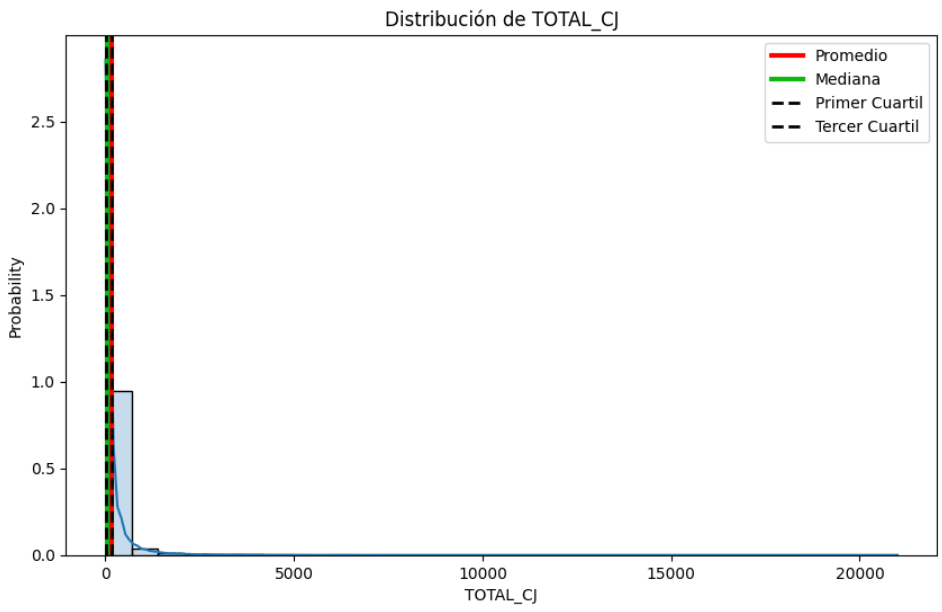 Distribución de TOTAL_CJ
Promedio
Mediana
Primer Cuartil
Tercer Cuartil
2.5
2.0
1.5
1.0
0.5
0.0
Probability
0
5000
10000
15000
20000
TOTAL_CJ